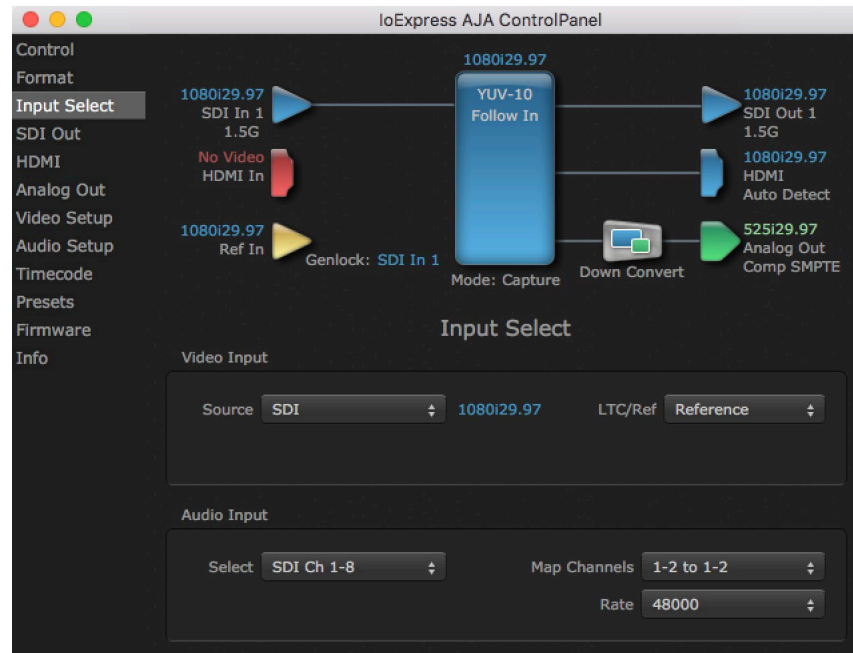 IoExpress AJA ControlPanel
Control
Format
Input Select
SDI Out
HDMI
Analog Out
Video Setup
Audio Setup
Timecode
Presets
Firmware
Info
1080i29.97
1080i29.97
SDI In 1
1.5G
No Video
HDMI In
1080i29.97
Ref In
Genlock: SDI In 1
YUV-10
Follow In
Mode: Capture
Down Convert
1080i29.97
SDI Out 1
1.5G
1080i29.97
HDMI
Auto Detect
525i29.97
Analog Out
Comp SMPTE
Input Select
Video Input
Source SDI 1080i29.97 LTC/Ref Reference
Audio Input
Select SDI Ch 1-8 Map Channels 1-2 to 1-2
Rate 48000